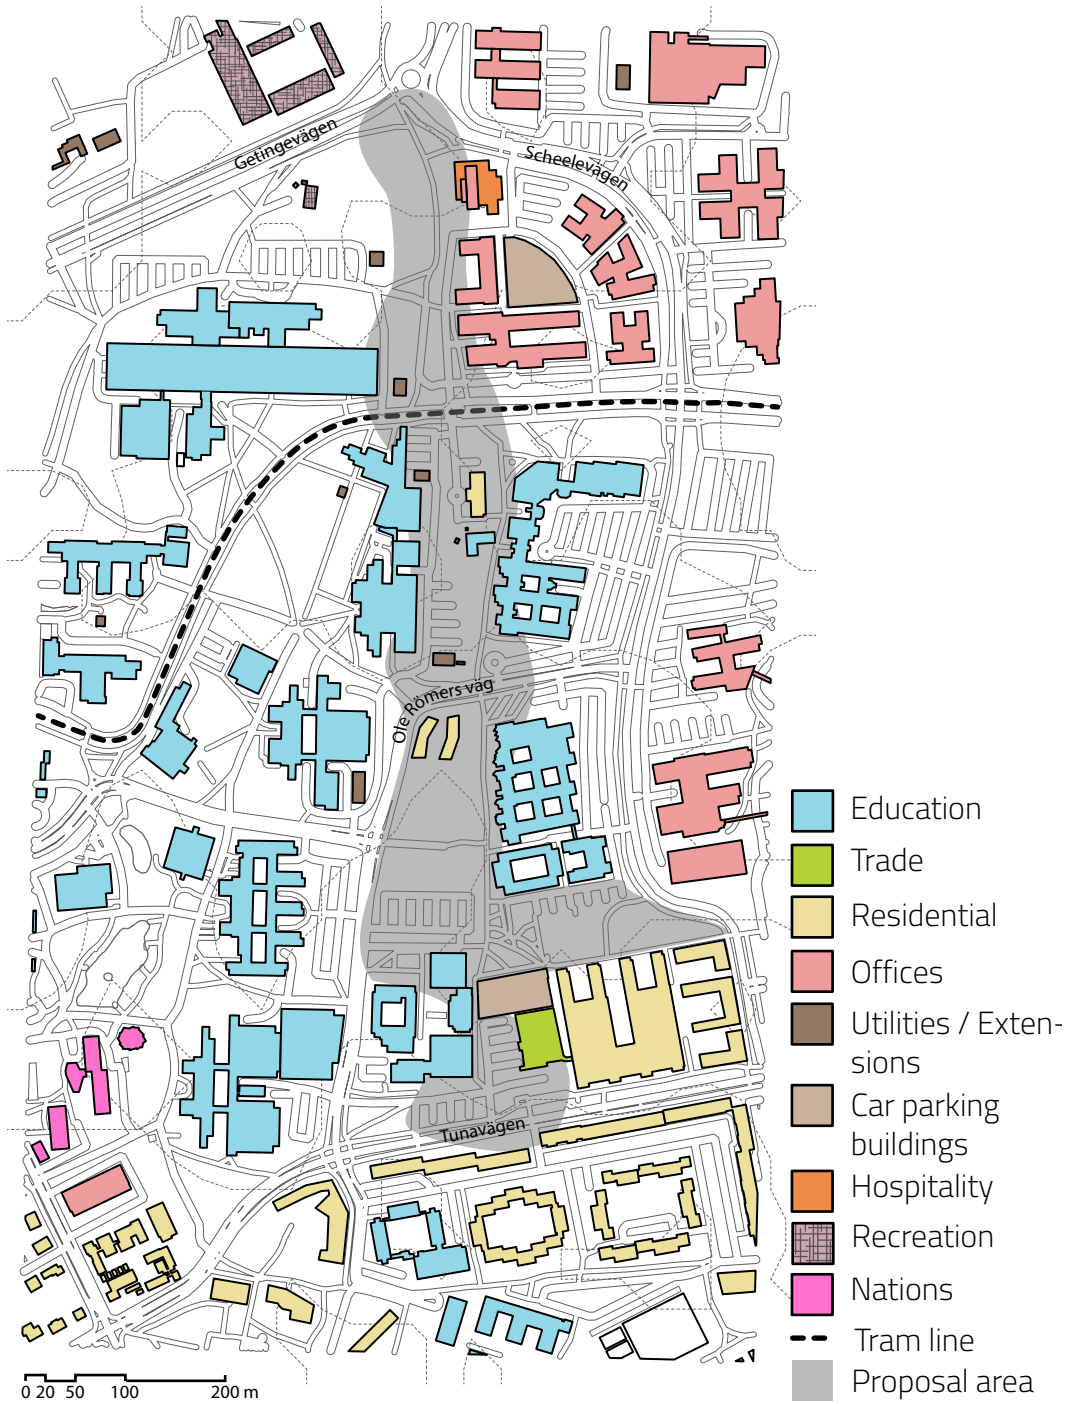 Getingevägen
Scheelevägen
Ole Römers väg
Tunavägen
Education
Trade
Residential
Offices
Utilities / Exten-
sions
Car parking
buildings
Hospitality
Recreation
Nations
Tram line
Proposal area
0 20 50 100 200 m